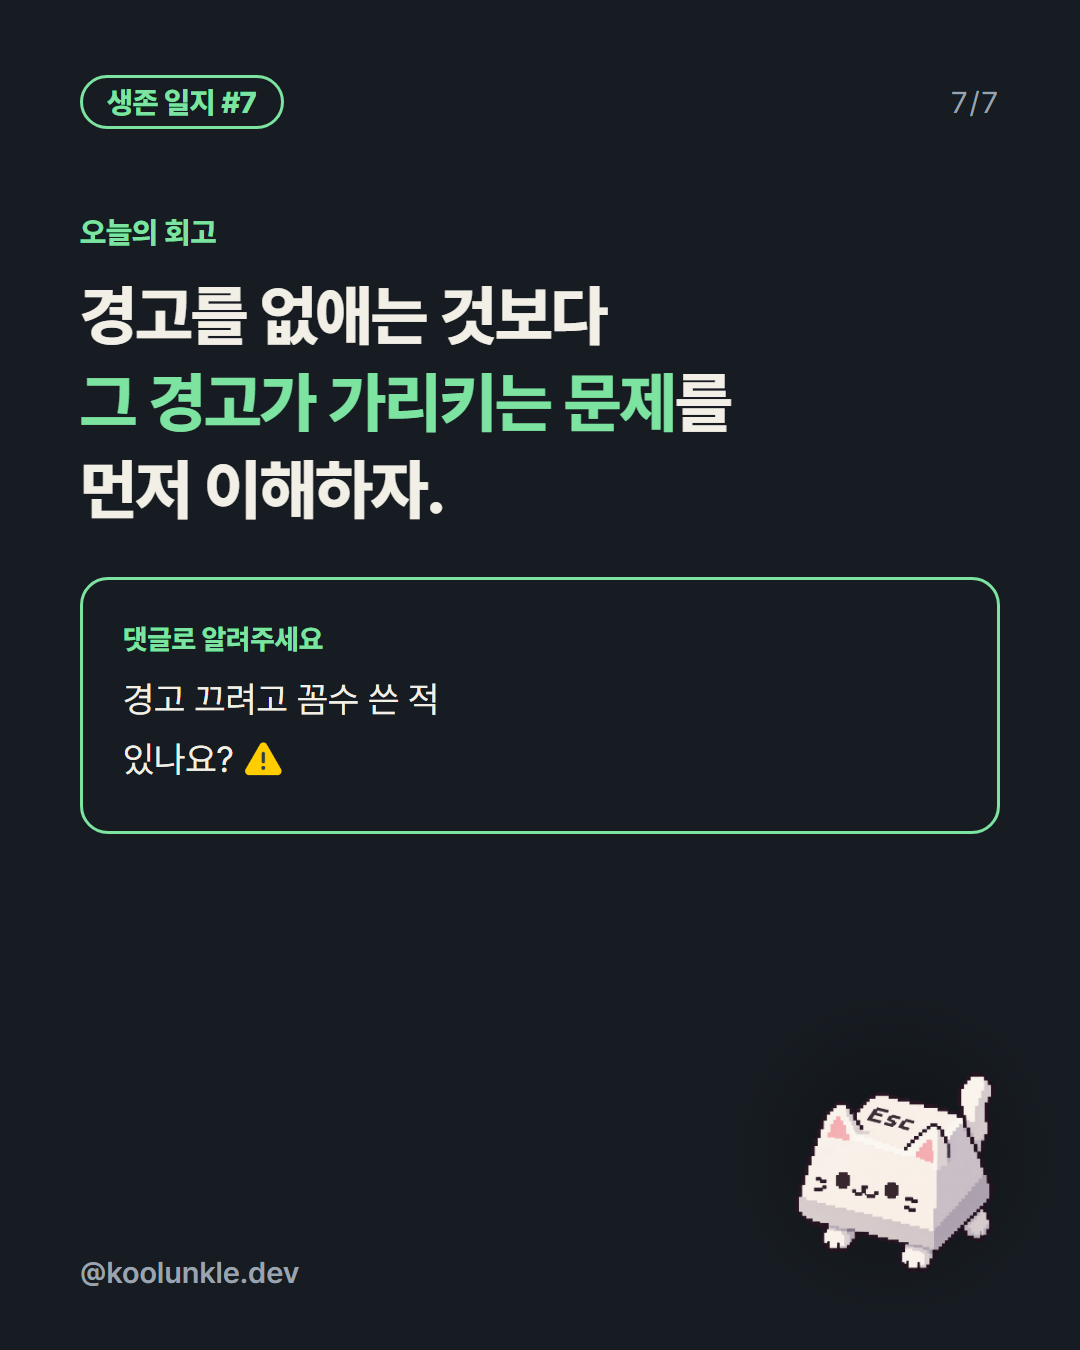 생존 일지 #7
7/7
오늘의 회고
경고를 없애는 것보다
그 경고가 가리키는 문제를
먼저 이해하자.
댓글로 알려주세요
경고 끄려고 꼼수 쓴 적
있나요? ⚠️
Esc
@koolunkle.dev